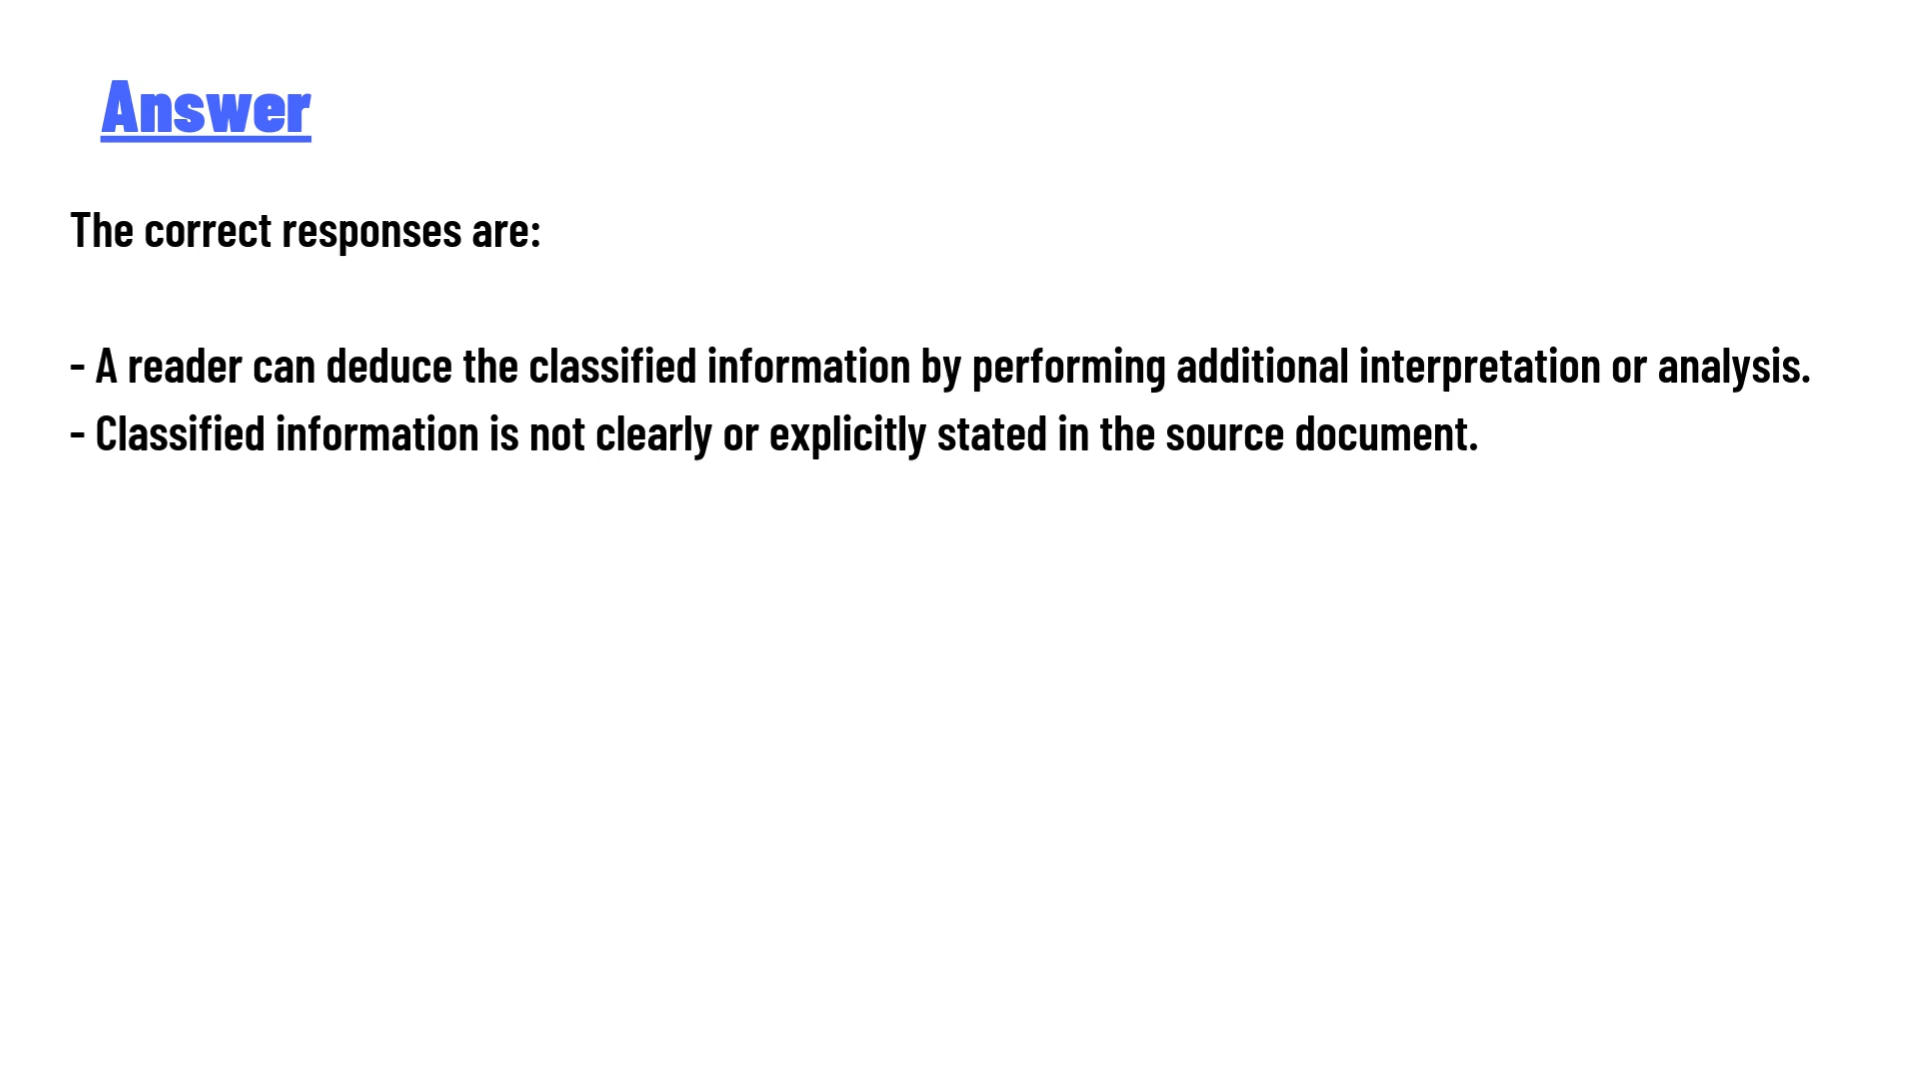 Answer
The correct responses are:
- A reader can deduce the classified information by performing additional interpretation or analysis.
- Classified information is not clearly or explicitly stated in the source document.